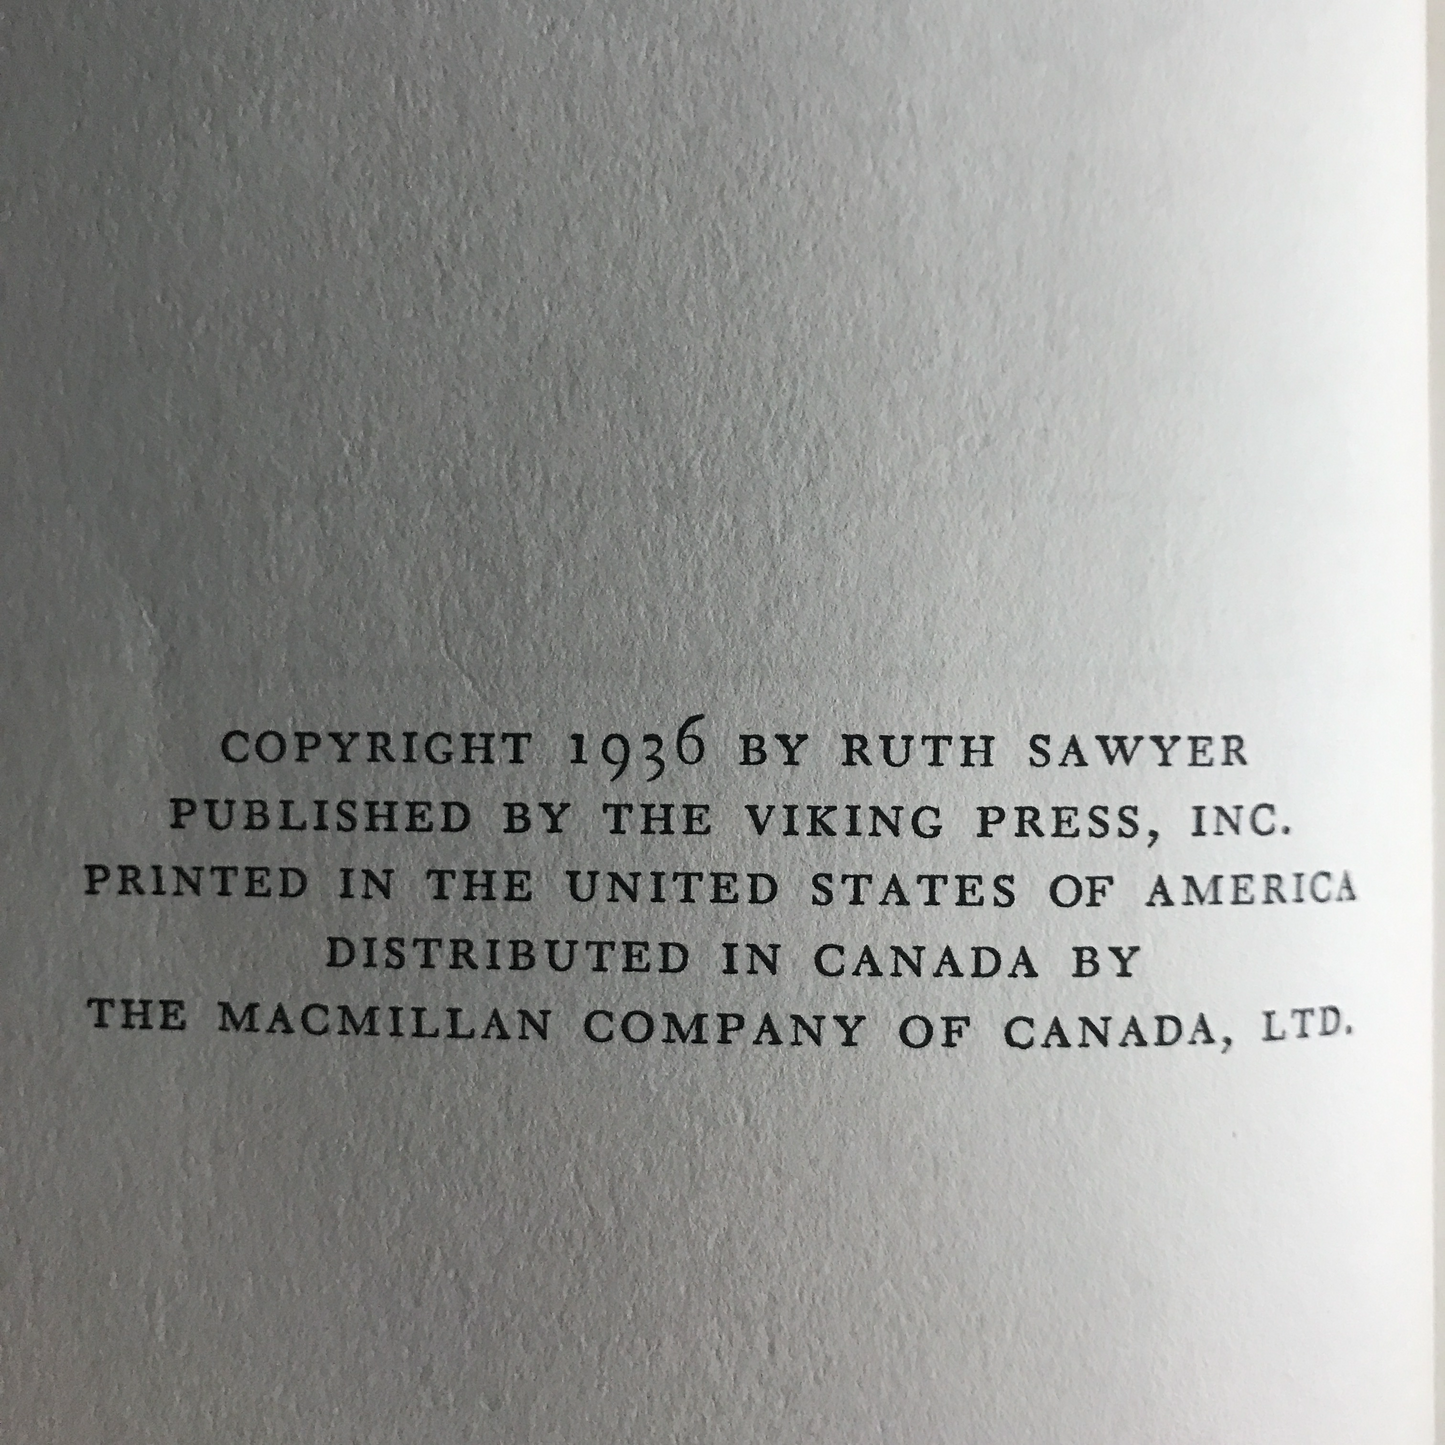 COPYRIGHT 1936 BY RUTH SAWYER
PUBLISHED BY THE VIKING PRESS, INC.
PRINTED IN THE UNITED STATES OF AMERICA
DISTRIBUTED IN CANADA BY
THE MACMILLAN COMPANY OF CANADA, LTD.